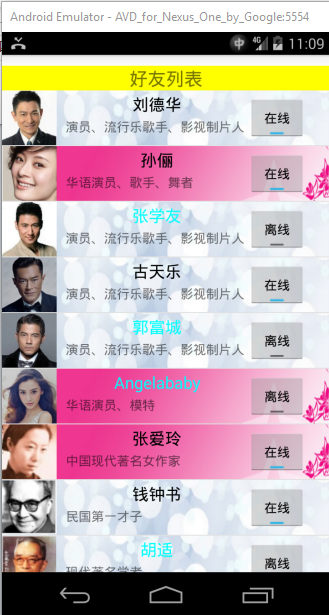 Android Emulator - AVD_for_Nexus_One_by_Google:5554
中 4G 11:09
好友列表
刘德华
演员、流行乐歌手、影视制片人
在线
孙俪
华语演员、歌手、舞者
在线
张学友
演员、流行乐歌手、影视制片人
离线
古天乐
演员、流行乐歌手、影视制片人
在线
郭富城
演员、流行乐歌手、影视制片人
离线
Angelababy
华语演员、模特
离线
张爱玲
中国现代著名女作家
在线
钱钟书
民国第一才子
在线
胡适
现代著名学者
离线